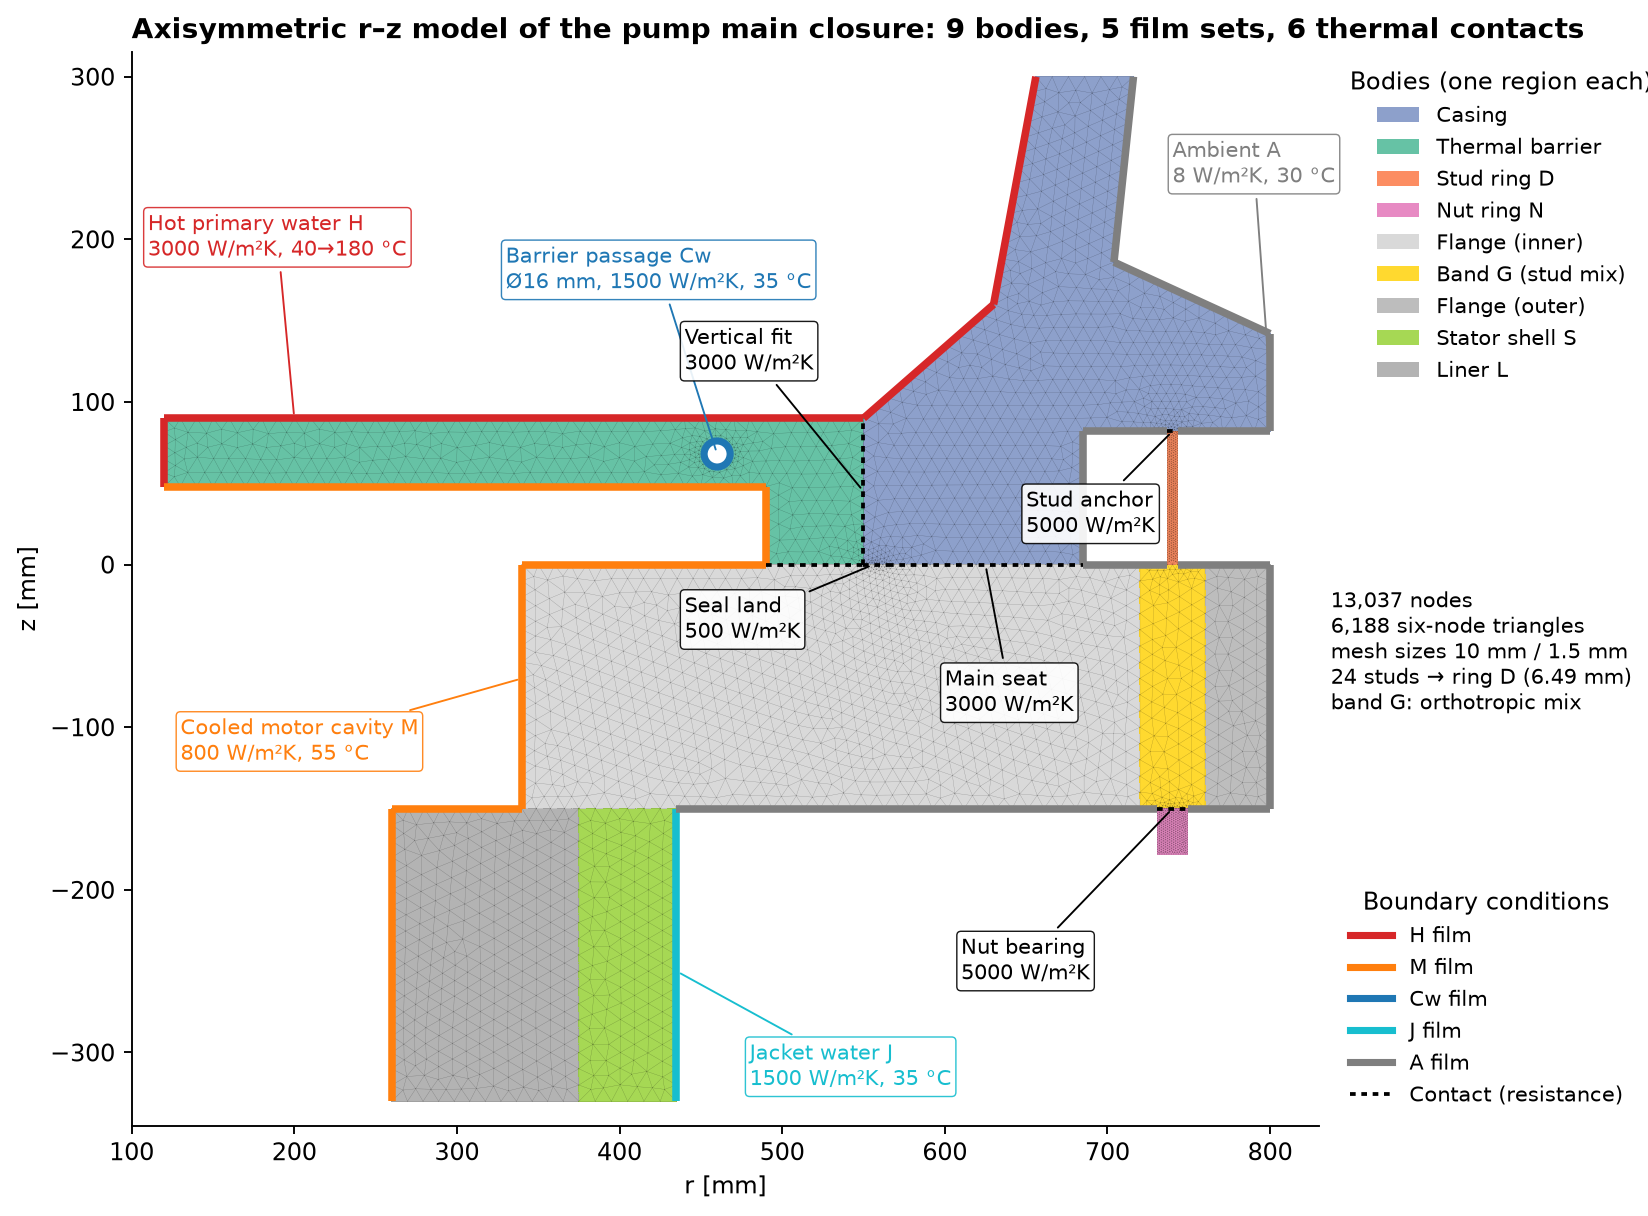 Axisymmetric r–z model of the pump main closure: 9 bodies, 5 film sets, 6 thermal contacts
z [mm]
300
200
100
0
−100
−200
−300
100
200
300
400
500
600
700
800
r [mm]
Hot primary water H
3000 W/m²K, 40→180 °C
Barrier passage Cw
Ø16 mm, 1500 W/m²K, 35 °C
Vertical fit
3000 W/m²K
Ambient A
8 W/m²K, 30 °C
Stud anchor
5000 W/m²K
Seal land
500 W/m²K
Main seat
3000 W/m²K
Cooled motor cavity M
800 W/m²K, 55 °C
Nut bearing
5000 W/m²K
Jacket water J
1500 W/m²K, 35 °C
Bodies (one region each)
Casing
Thermal barrier
Stud ring D
Nut ring N
Flange (inner)
Band G (stud mix)
Flange (outer)
Stator shell S
Liner L
13,037 nodes
6,188 six-node triangles
mesh sizes 10 mm / 1.5 mm
24 studs → ring D (6.49 mm)
band G: orthotropic mix
Boundary conditions
H film
M film
Cw film
J film
A film
Contact (resistance)